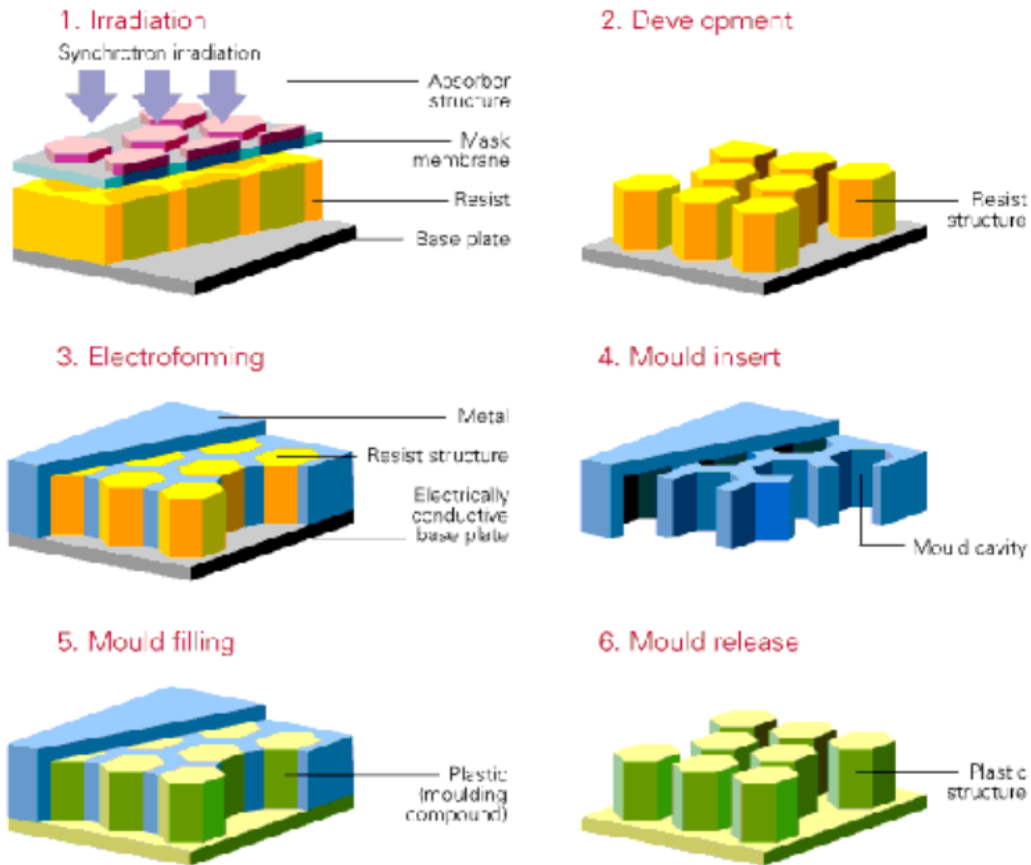 1. Irradiation
Synchrotron irradiation
Absorber
structure
Mask
membrane
Resist
Base plate
2. Development
Resist
structure
3. Electroforming
Metal
Resist structure
Electrically
conductive
base plate
4. Mould insert
Mould cavity
5. Mould filling
Plastic
(moulding
compound)
6. Mould release
Plastic
structure